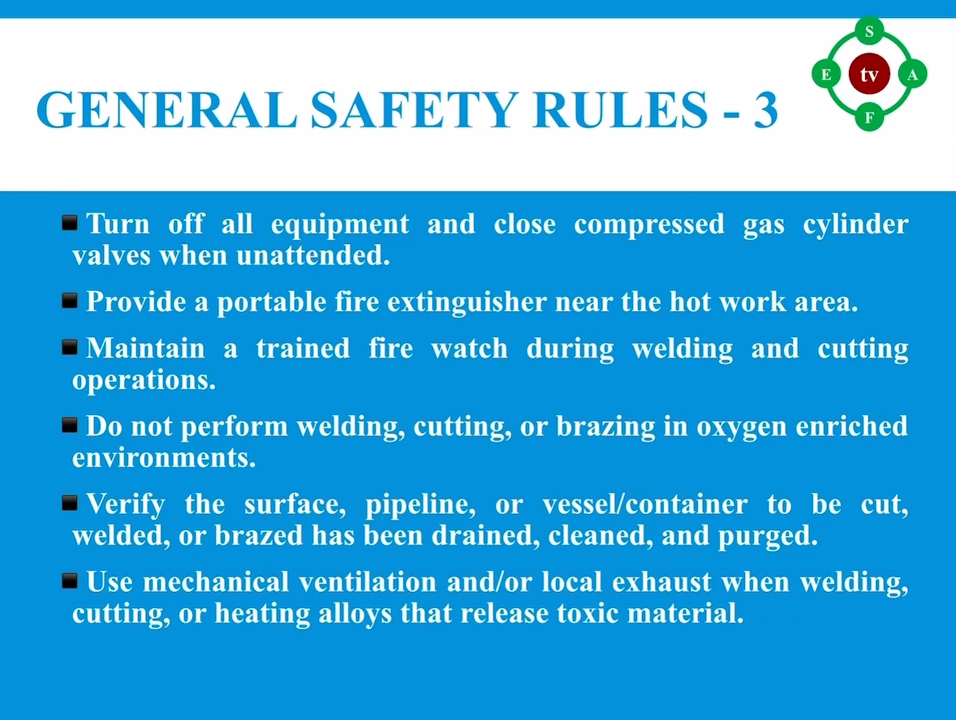 S
E tv A
F
GENERAL SAFETY RULES - 3
Turn off all equipment and close compressed gas cylinder
valves when unattended.
Provide a portable fire extinguisher near the hot work area.
Maintain a trained fire watch during welding and cutting
operations.
Do not perform welding, cutting, or brazing in oxygen enriched
environments.
Verify the surface, pipeline, or vessel/container to be cut,
welded, or brazed has been drained, cleaned, and purged.
Use mechanical ventilation and/or local exhaust when welding,
cutting, or heating alloys that release toxic material.